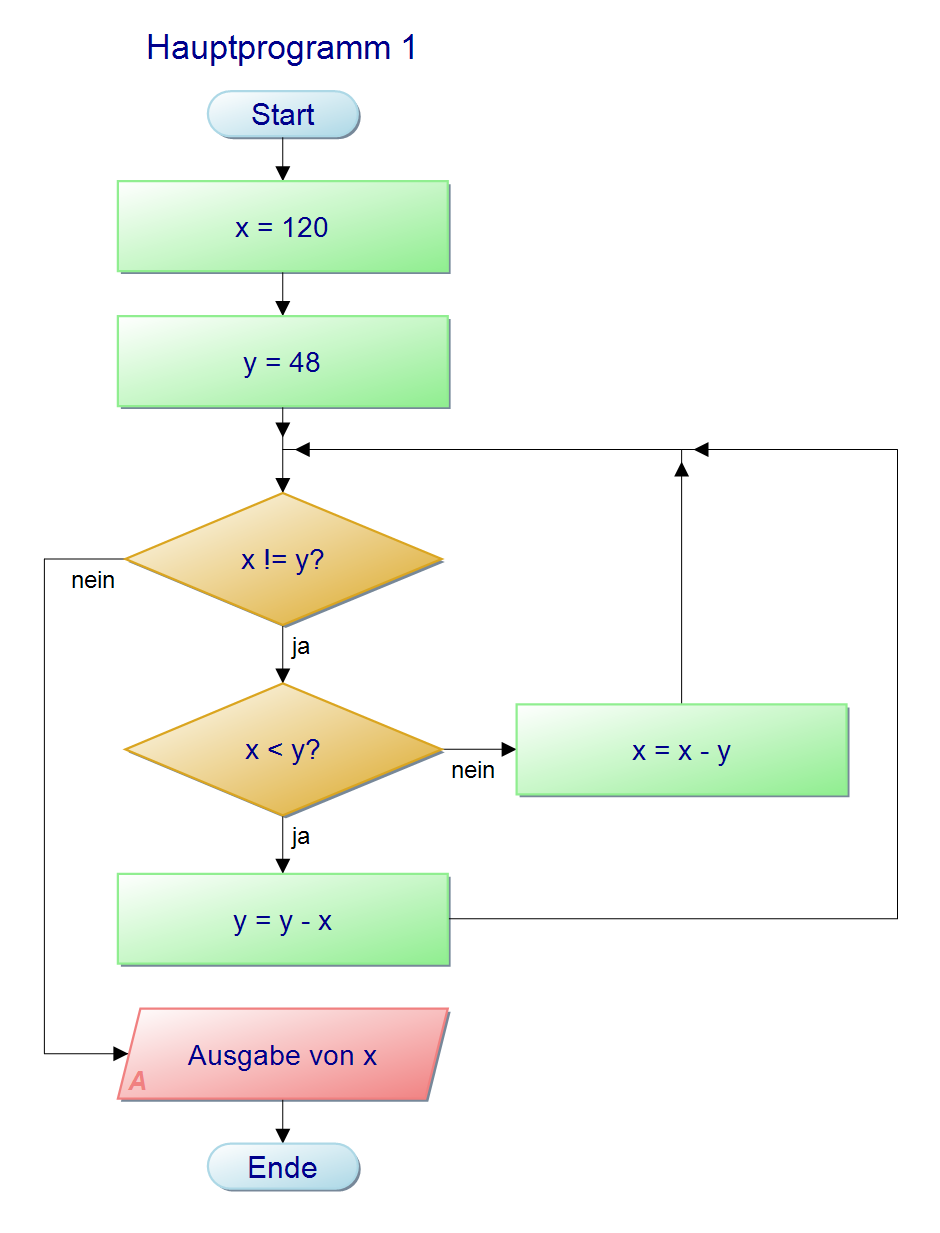 Hauptprogramm 1
Start
x = 120
y = 48
x != y?
nein
ja
x < y?
nein
x = x - y
ja
y = y - x
Ausgabe von x
A
Ende